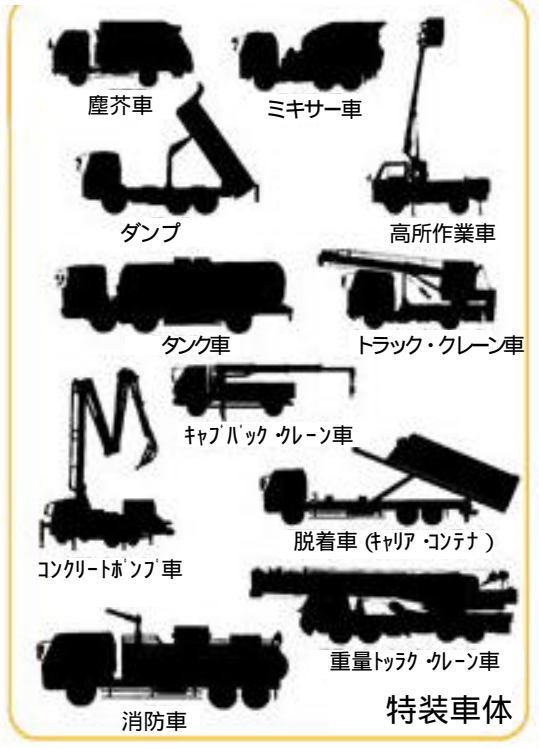 塵芥車
ミキサー車
ダンプ
高所作業車
タンク車
トラック・クレーン車
ｷｬﾌﾞﾊﾞｯｸ･ｸﾚｰﾝ車
脱着車 (ｷｬﾘｱ･ｺﾝﾃﾅ)
ｺﾝｸﾘｰﾄﾎﾟﾝﾌﾟ車
重量ﾄｯﾗｸ･ｸﾚｰﾝ車
消防車
特装車体